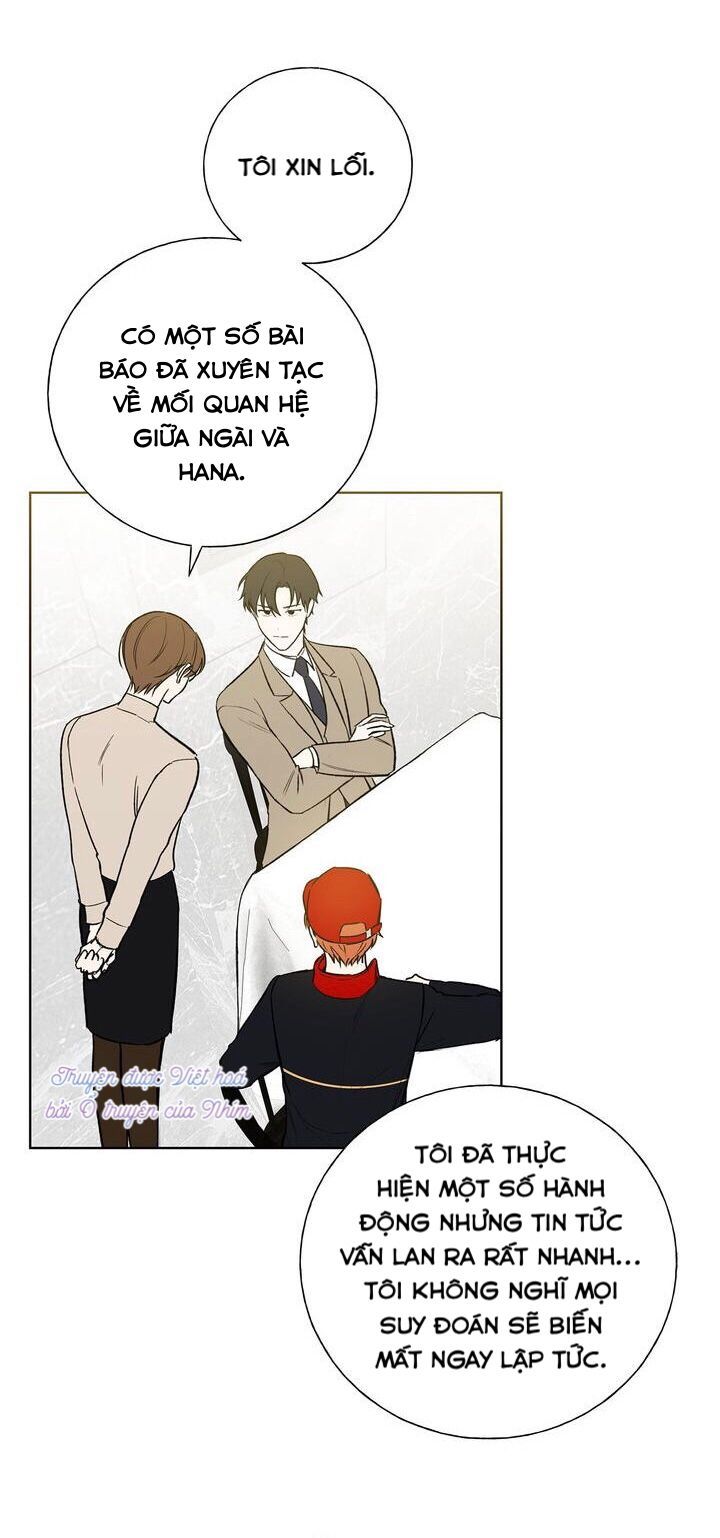 TÔI XIN LỖI.
CÓ MỘT SỐ BÀI
BÁO ĐÃ XUYÊN TẠC
VỀ MỐI QUAN HỆ
GIỮA NGÀI VÀ
HANA.
Truyện được Việt hoá
bởi Ổ truyện của Nhím
TÔI ĐÃ THỰC
HIỆN MỘT SỐ HÀNH
ĐỘNG NHƯNG TIN TỨC
VẪN LAN RA RẤT NHANH...
TÔI KHÔNG NGHĨ MỌI
SUY ĐOÁN SẼ BIẾN
MẤT NGAY LẬP TỨC.